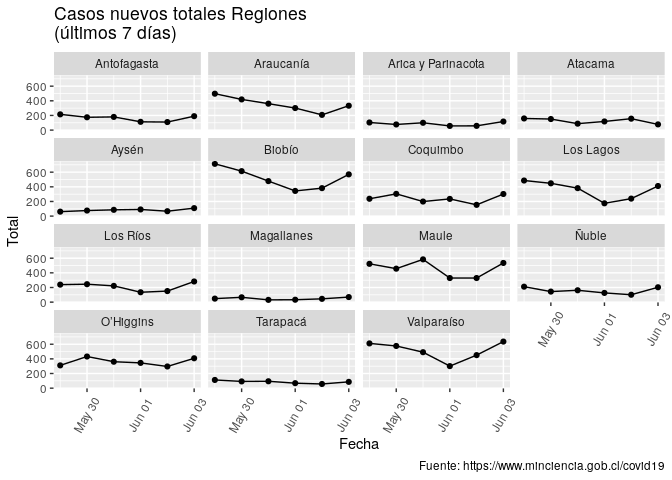 Casos nuevos totales Regiones
(últimos 7 días)
Antofagasta
Araucanía
Arica y Parinacota
Atacama
600
400
200
0
Aysén
Biobío
Coquimbo
Los Lagos
600
400
200
0
Los Ríos
Magallanes
Maule
Ñuble
600
400
200
0
O'Higgins
Tarapacá
Valparaíso
May 30
Jun 01
Jun 03
600
400
200
0
May 30
Jun 01
Jun 03
May 30
Jun 01
Jun 03
May 30
Jun 01
Jun 03
Total
Fecha
Fuente: https://www.minciencia.gob.cl/covid19